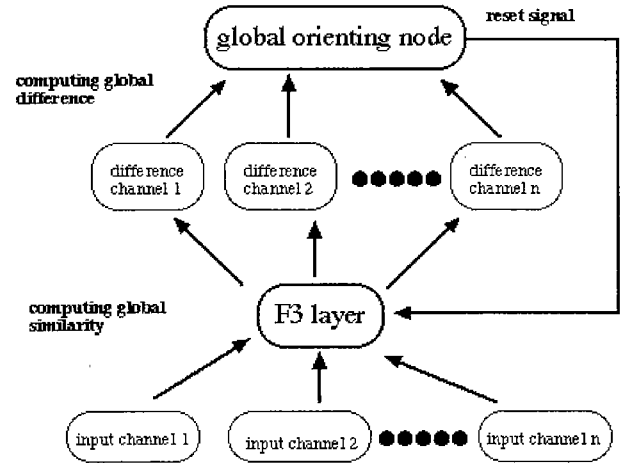 reset signal
global orienting node
computing global
difference
difference
channel 1
difference
channel 2
difference
channel n
computing global
similarity
F3 layer
input channel 1
input channel 2
input channel n